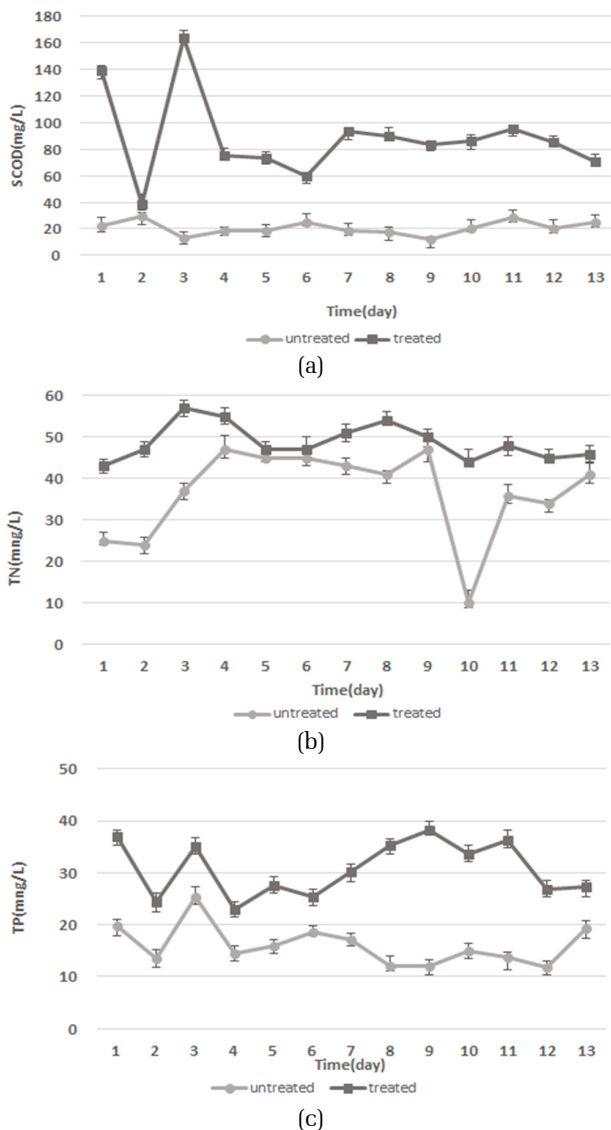 180
160
140
120
100
80
60
40
20
0
SCOD(mg/L)
1 2 3 4 5 6 7 8 9 10 11 12 13
Time(day)
untreated treated
(a)
60
50
40
30
20
10
0
TN(mng/L)
1 2 3 4 5 6 7 8 9 10 11 12 13
Time(day)
untreated treated
(b)
50
40
30
20
10
0
TP(mng/L)
1 2 3 4 5 6 7 8 9 10 11 12 13
Time(day)
untreated treated
(c)